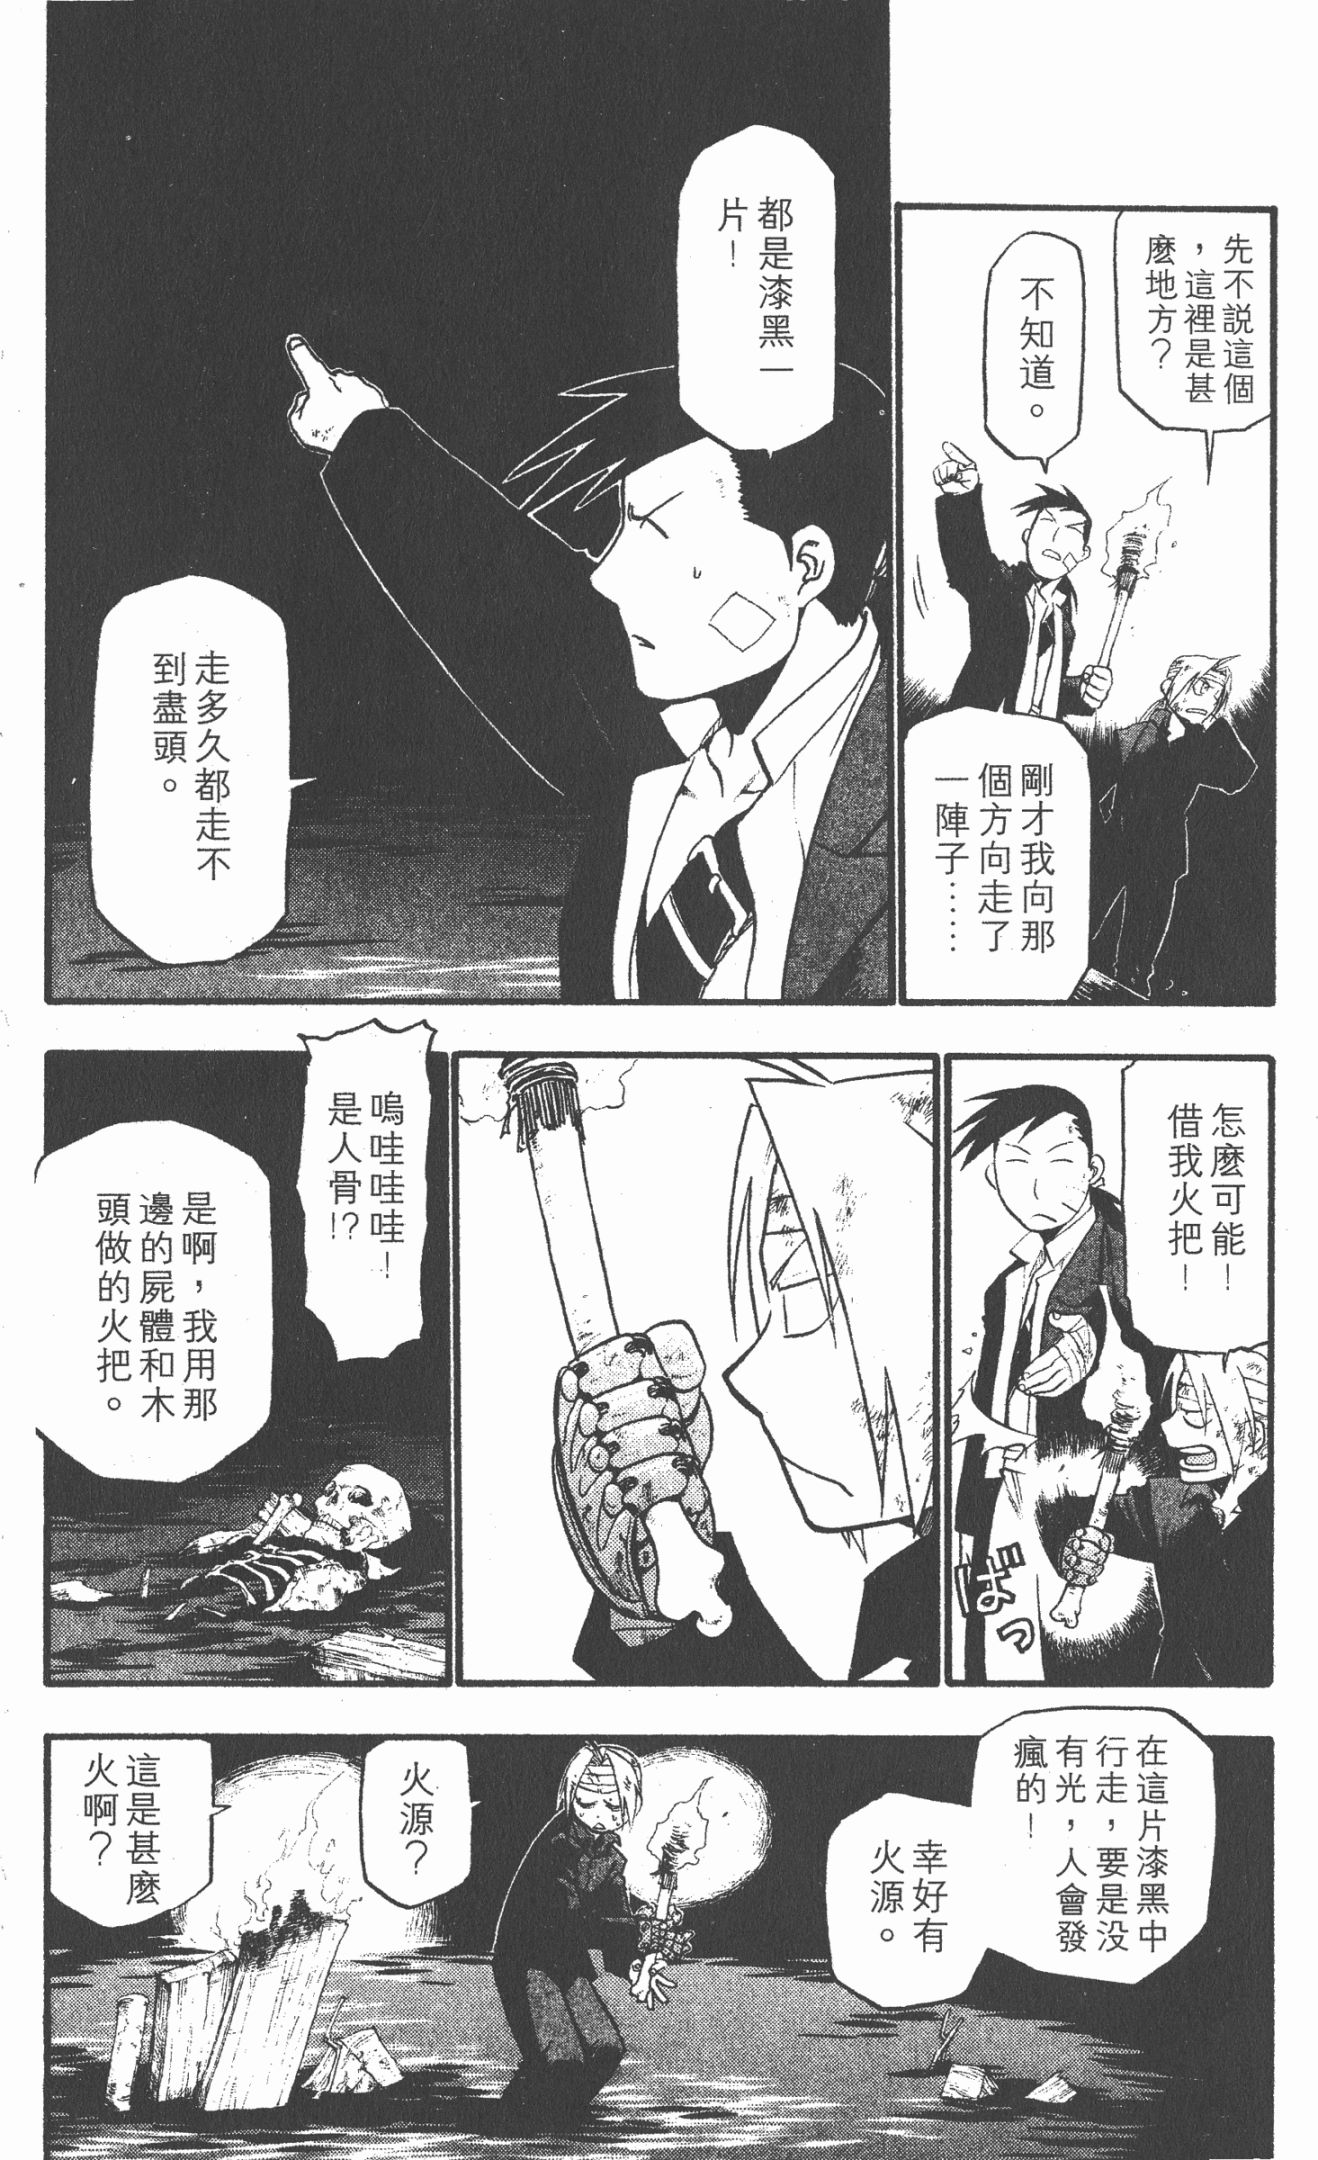 先不説這個
，這裡是甚
麼地方？
不知道。
剛才我向那
個方向走了
一陣子……
都是漆黑一
片！
走多久都走不
到盡頭。
怎麼可能！
借我火把！
ばっ
嗚哇哇哇！
是人骨!?
是啊，我用那
邊的屍體和木
頭做的火把。
在這片漆黑中
行走，要是没
有光，人會發
瘋的！
幸好有
火源。
火源？
這是甚麼
火啊？